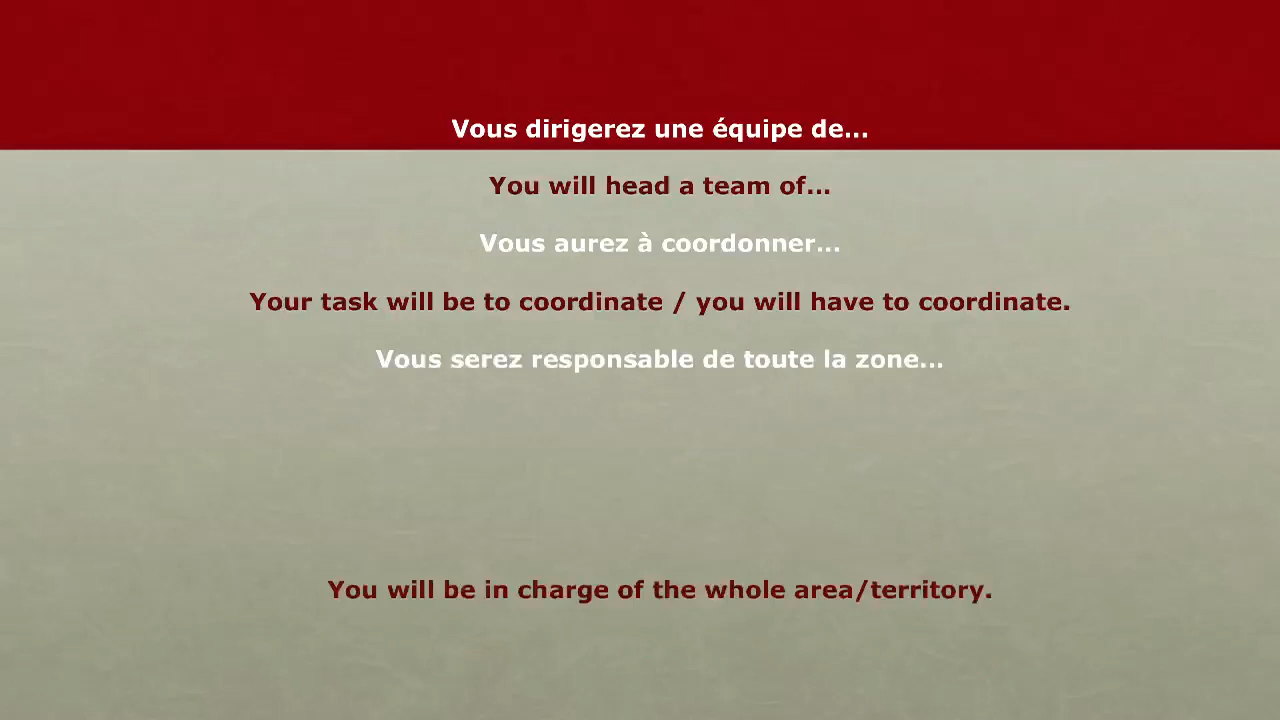 Vous dirigerez une équipe de...
You will head a team of...
Vous aurez à coordonner...
Your task will be to coordinate / you will have to coordinate.
Vous serez responsable de toute la zone...
You will be in charge of the whole area/territory.